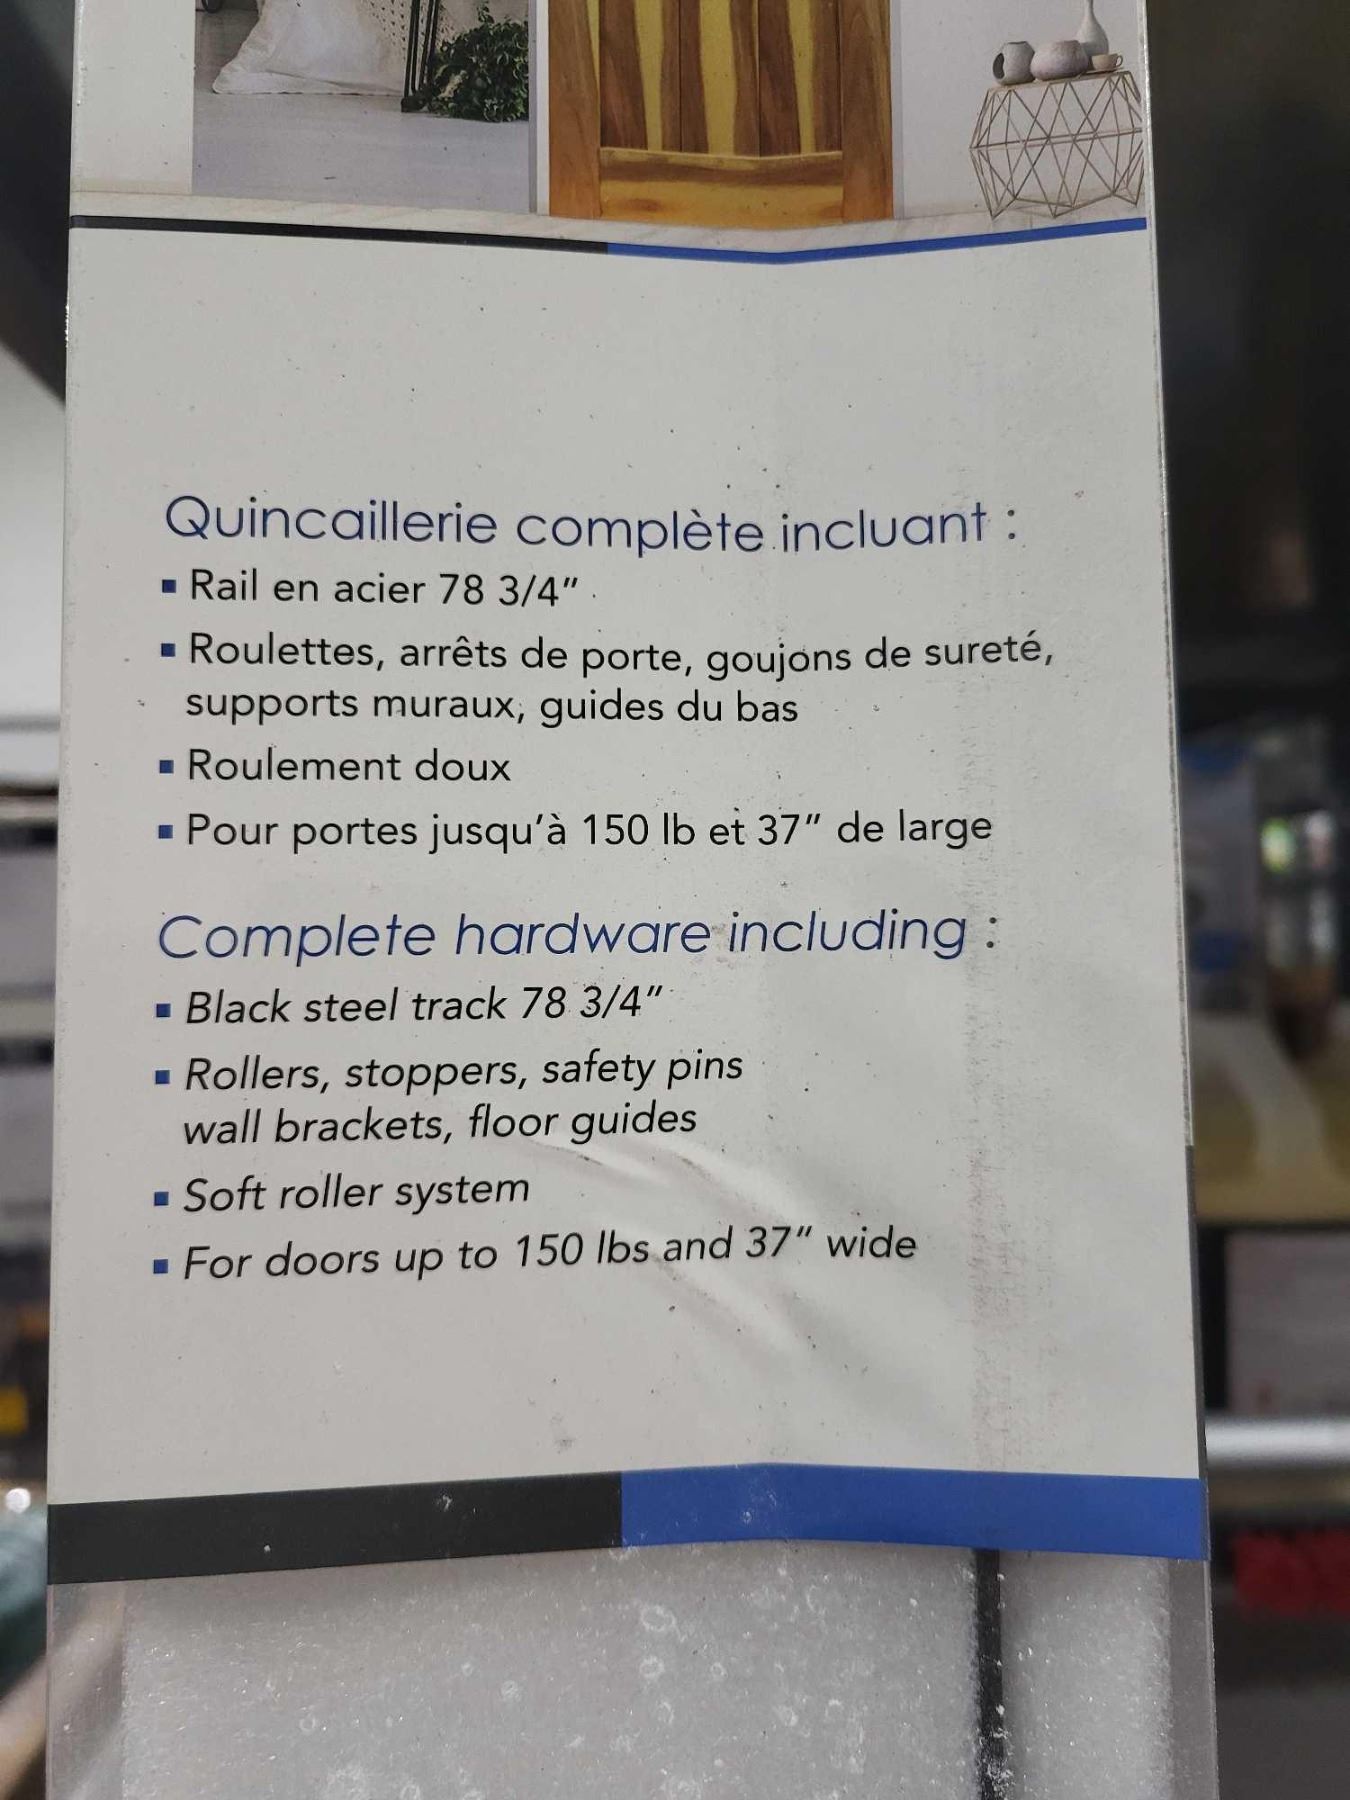 Quincaillerie complète incluant :
▪ Rail en acier 78 3/4"
▪ Roulettes, arrêts de porte, goujons de sureté,
supports muraux, guides du bas
▪ Roulement doux
▪ Pour portes jusqu'à 150 lb et 37" de large
Complete hardware including :
▪ Black steel track 78 3/4"
▪ Rollers, stoppers, safety pins
wall brackets, floor guides
▪ Soft roller system
▪ For doors up to 150 lbs and 37" wide